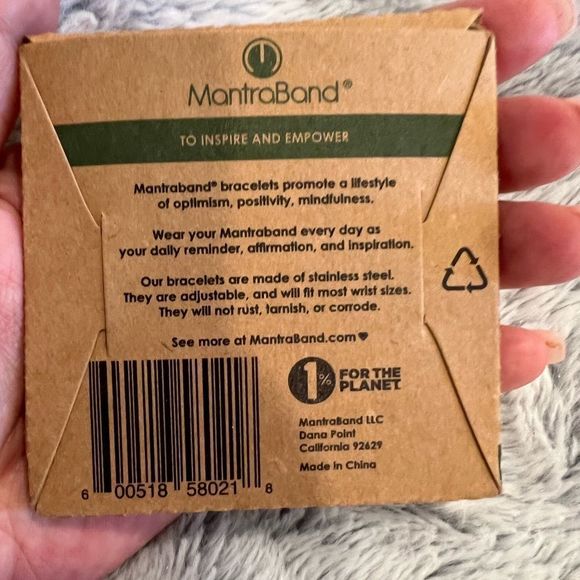 MantraBand®
TO INSPIRE AND EMPOWER
Mantraband® bracelets promote a lifestyle
of optimism, positivity, mindfulness.
Wear your Mantraband every day as
your daily reminder, affirmation, and inspiration.
Our bracelets are made of stainless steel.
They are adjustable, and will fit most wrist sizes.
They will not rust, tarnish, or corrode.
See more at MantraBand.com♥
1% FOR THE
PLANET
MantraBand LLC
Dana Point
California 92629
Made in China
6 00518 58021 8